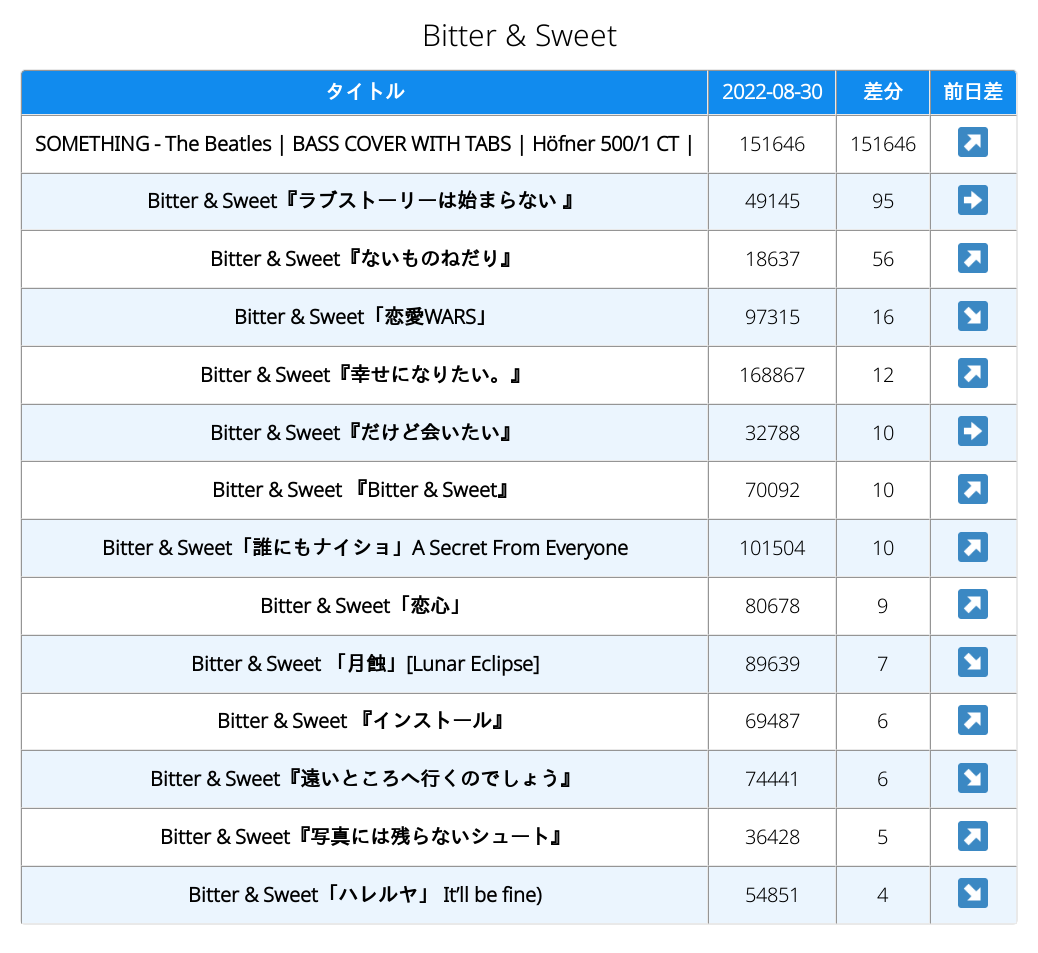 Bitter & Sweet
タイトル 2022-08-30 差分 前日差
SOMETHING - The Beatles | BASS COVER WITH TABS | Höfner 500/1 CT | 151646 151646 ↗
Bitter & Sweet『ラブストーリーは始まらない 』 49145 95 ➡
Bitter & Sweet『ないものねだり』 18637 56 ↗
Bitter & Sweet「恋愛WARS」 97315 16 ↘
Bitter & Sweet『幸せになりたい。』 168867 12 ↗
Bitter & Sweet『だけど会いたい』 32788 10 ➡
Bitter & Sweet 『Bitter & Sweet』 70092 10 ↗
Bitter & Sweet「誰にもナイショ」A Secret From Everyone 101504 10 ↗
Bitter & Sweet「恋心」 80678 9 ↗
Bitter & Sweet 「月蝕」[Lunar Eclipse] 89639 7 ↘
Bitter & Sweet 『インストール』 69487 6 ↗
Bitter & Sweet『遠いところへ行くのでしょう』 74441 6 ↘
Bitter & Sweet『写真には残らないシュート』 36428 5 ↗
Bitter & Sweet「ハレルヤ」 It’ll be fine) 54851 4 ↘